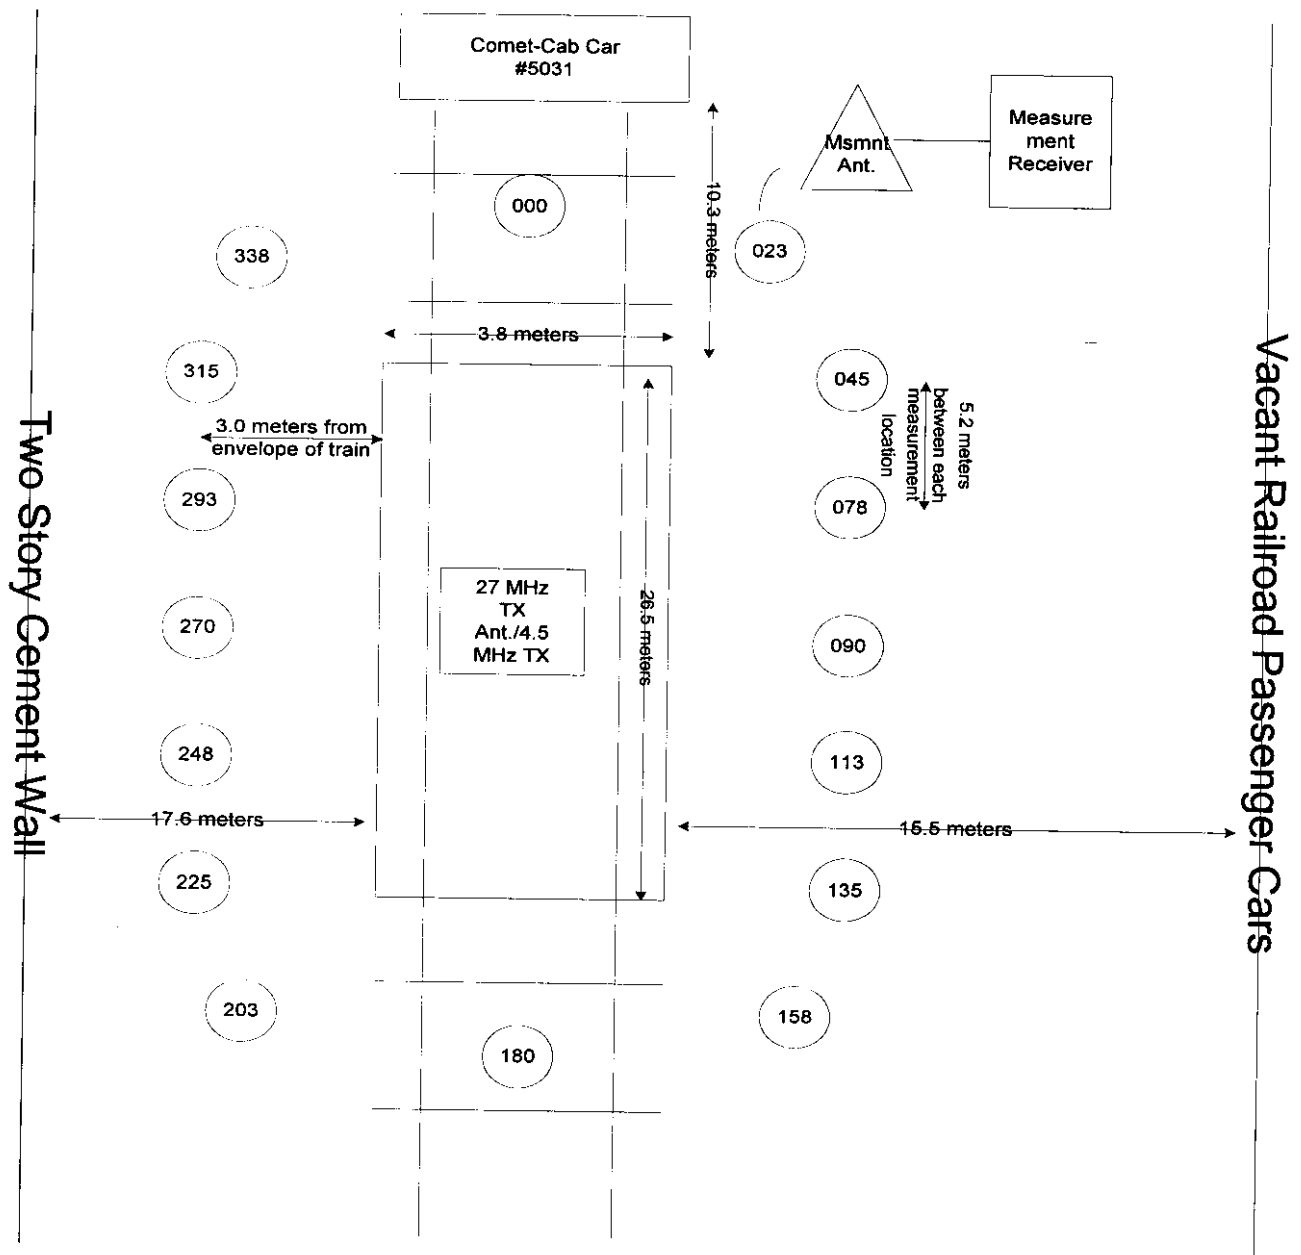 Comet-Cab Car
#5031
Msmnt
Ant.
Measure
ment
Receiver
000
10.3 meters
338
023
3.8 meters
315
045
3.0 meters from
envelope of train
5.2 meters
between each
measurement
location
293
078
27 MHz
TX
Ant./4.5
MHz TX
26.5 meters
270
090
248
113
17.6 meters
15.5 meters
225
135
203
158
180
Two Story Cement Wall
Vacant Railroad Passenger Cars